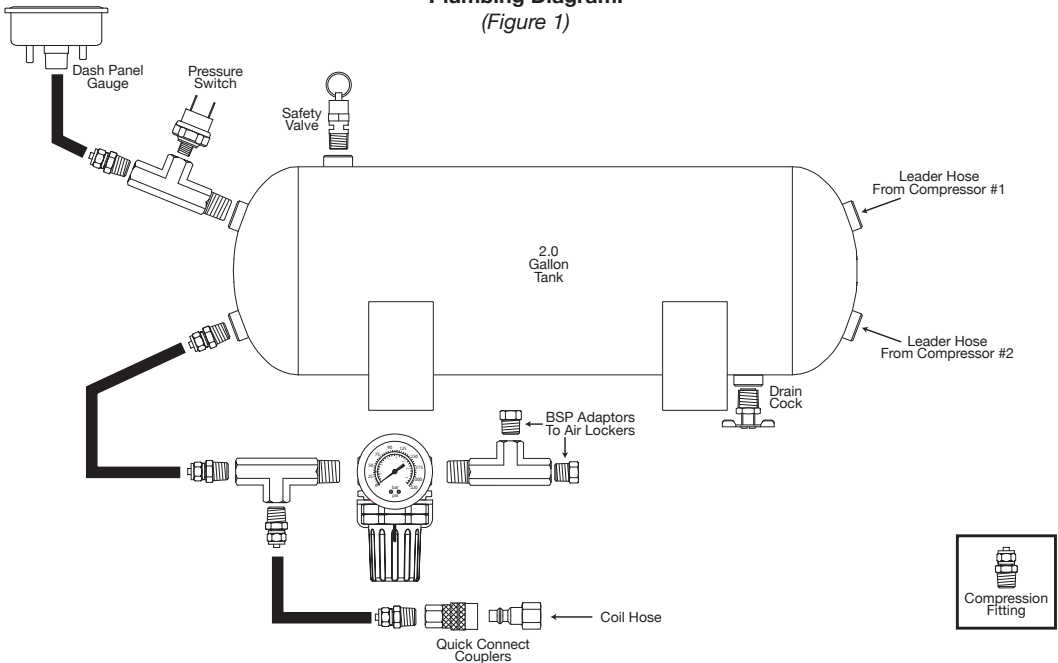 Plumbing Diagram:
(Figure 1)
Dash Panel
Gauge
Pressure
Switch
Safety
Valve
Leader Hose
From Compressor #1
2.0
Gallon
Tank
Leader Hose
From Compressor #2
Drain
Cock
BSP Adaptors
To Air Lockers
bar
psi
Coil Hose
Quick Connect
Couplers
Compression
Fitting